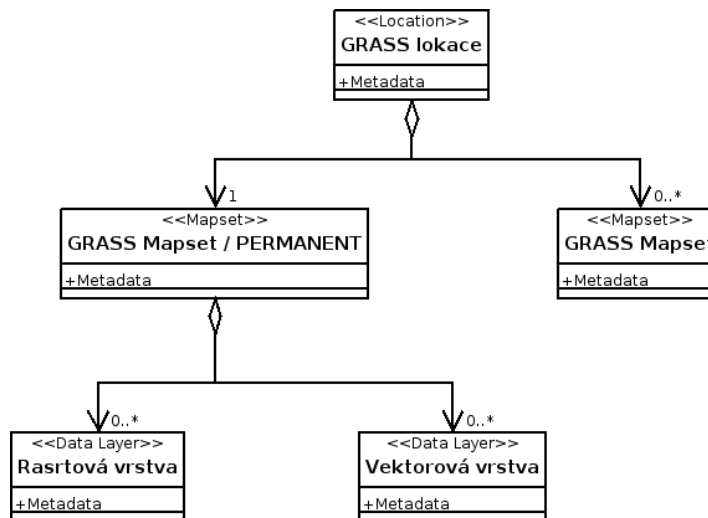 <<Location>>
GRASS lokace
+Metadata
1
0..*
<<Mapset>>
GRASS Mapset / PERMANENT
+Metadata
<<Mapset>>
GRASS Mapset
+Metadata
0..*
0..*
<<Data Layer>>
Rasrtová vrstva
+Metadata
<<Data Layer>>
Vektorová vrstva
+Metadata